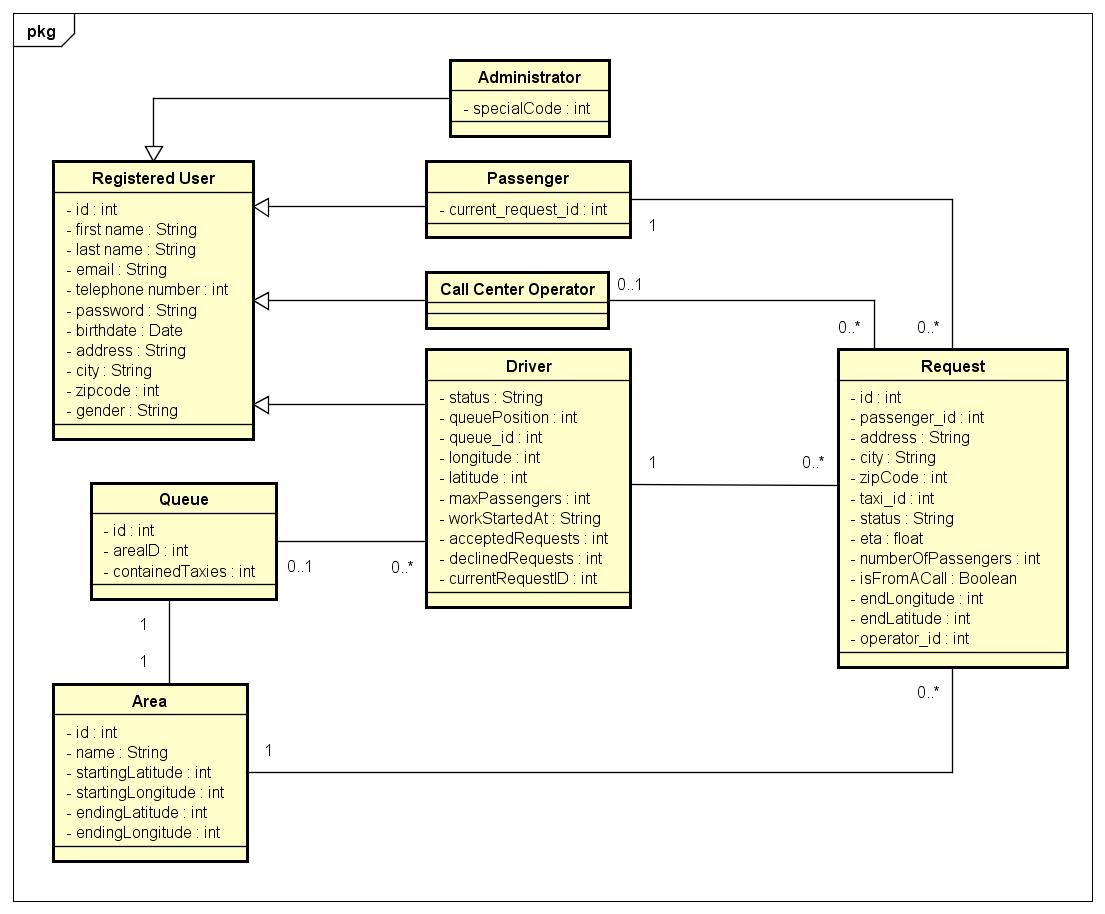 pkg
Administrator
- specialCode : int
Registered User
- id : int
- first name : String
- last name : String
- email : String
- telephone number : int
- password : String
- birthdate : Date
- address : String
- city : String
- zipcode : int
- gender : String
Passenger
- current_request_id : int
1
Call Center Operator
0..1
0..*
0..*
Driver
- status : String
- queuePosition : int
- queue_id : int
- longitude : int
- latitude : int
- maxPassengers : int
- workStartedAt : String
- acceptedRequests : int
- declinedRequests : int
- currentRequestID : int
1
0..*
Request
- id : int
- passenger_id : int
- address : String
- city : String
- zipCode : int
- taxi_id : int
- status : String
- eta : float
- numberOfPassengers : int
- isFromACall : Boolean
- endLongitude : int
- endLatitude : int
- operator_id : int
Queue
- id : int
- areaID : int
- containedTaxies : int
0..1
0..*
1
1
0..*
Area
- id : int
- name : String
- startingLatitude : int
- startingLongitude : int
- endingLatitude : int
- endingLongitude : int
1